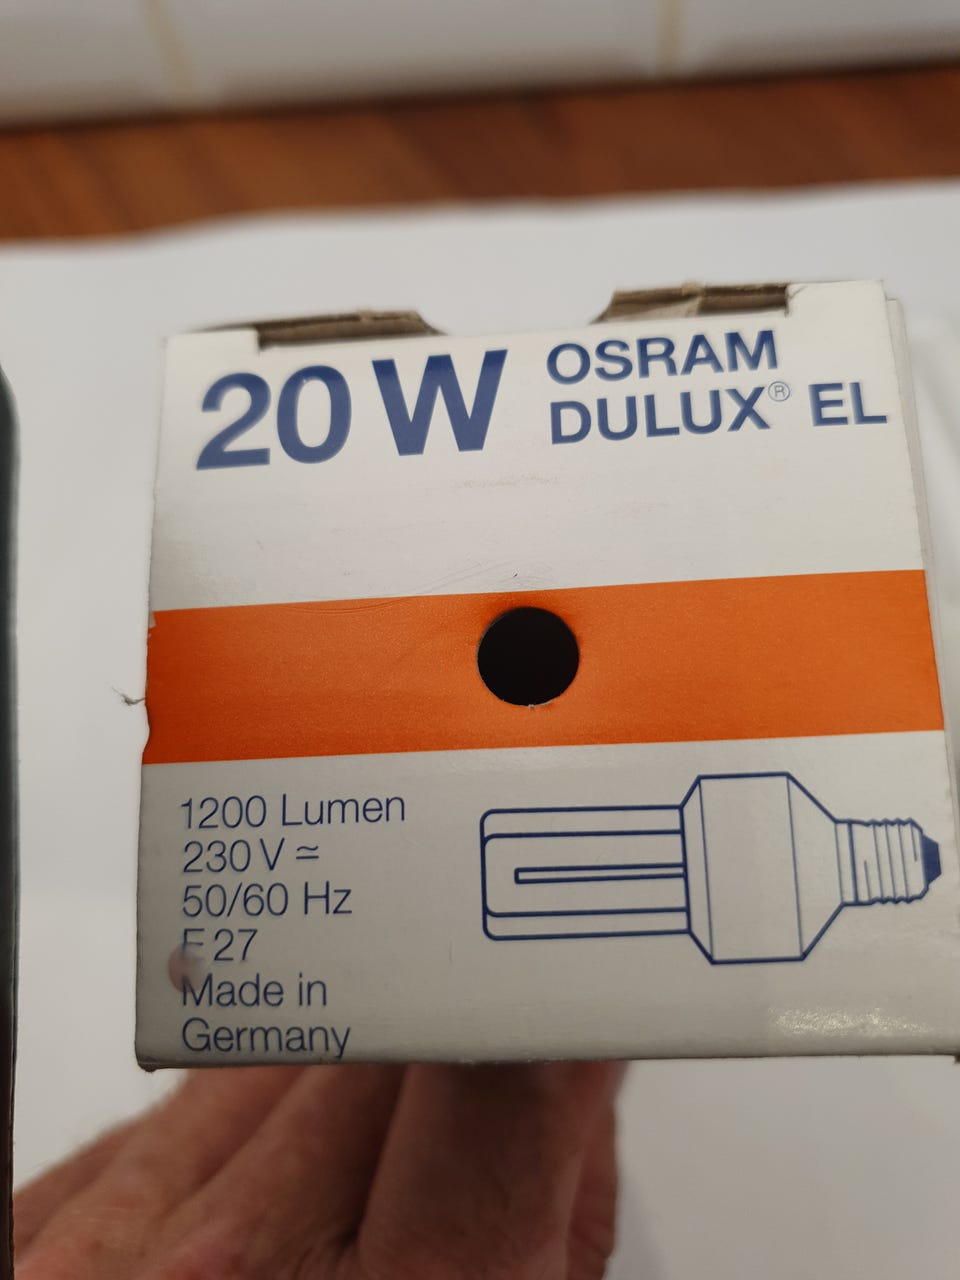 20 W
OSRAM
DULUX® EL
1200 Lumen
230 V ≃
50/60 Hz
E 27
Made in
Germany